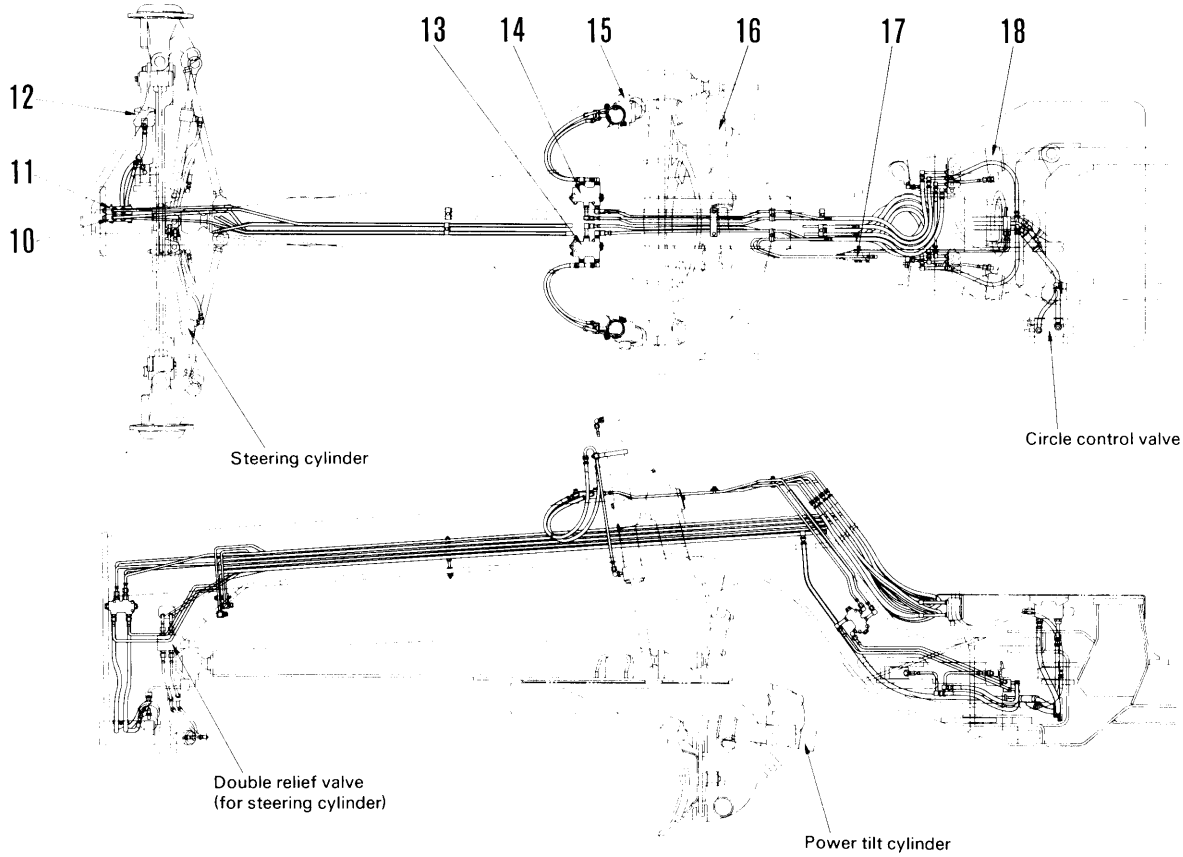 13 14 15 16 17 18
12
11
10
Steering cylinder
Circle control valve
Double relief valve
(for steering cylinder)
Power tilt cylinder